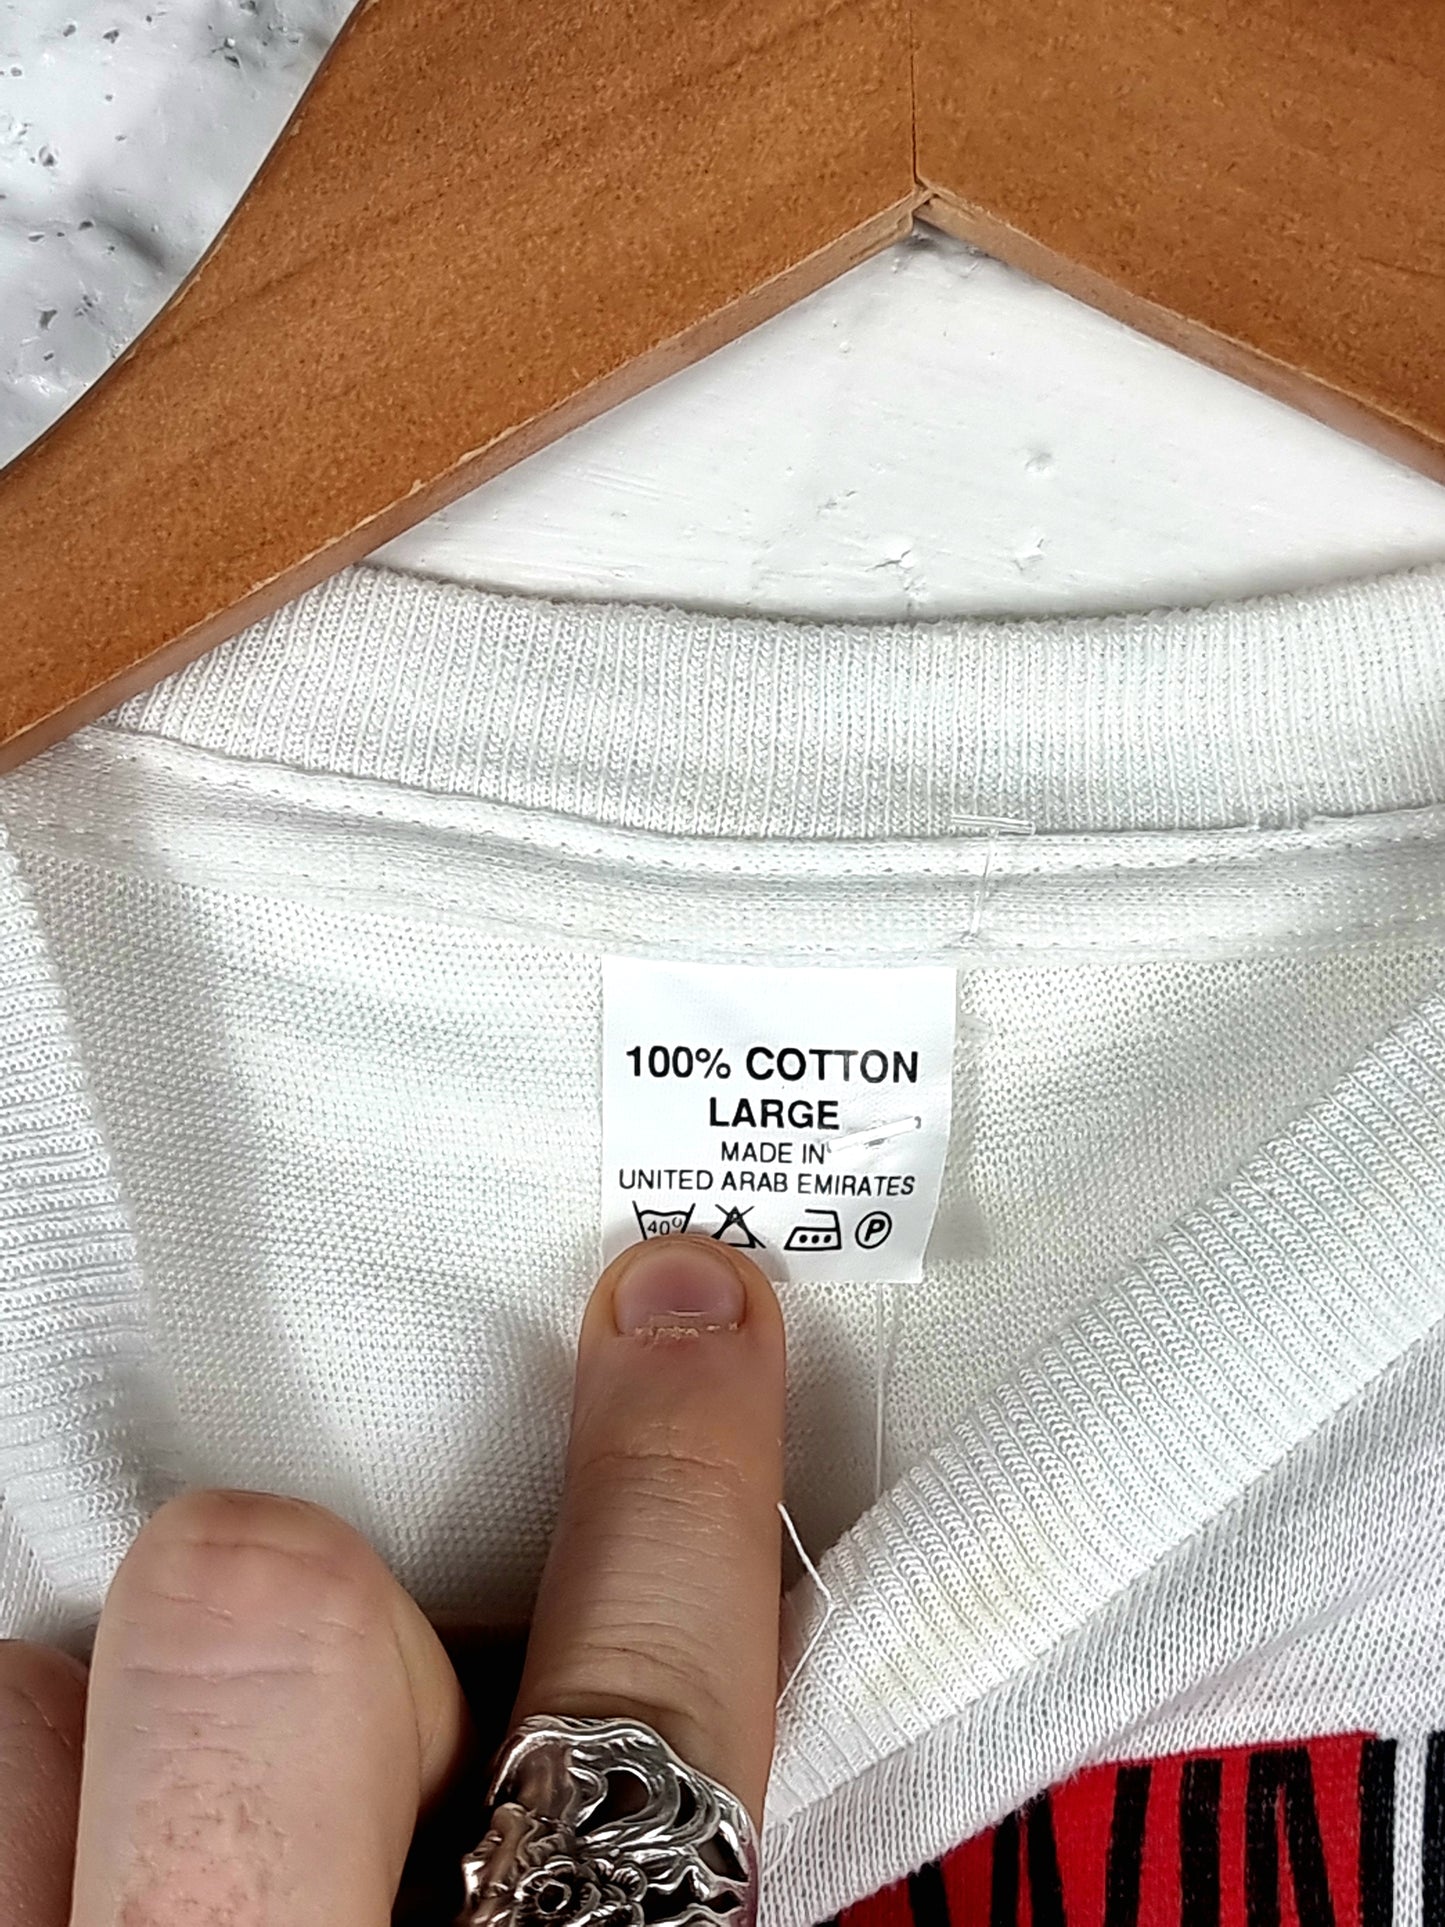 100% COTTON
LARGE
MADE IN
UNITED ARAB EMIRATES
40° P